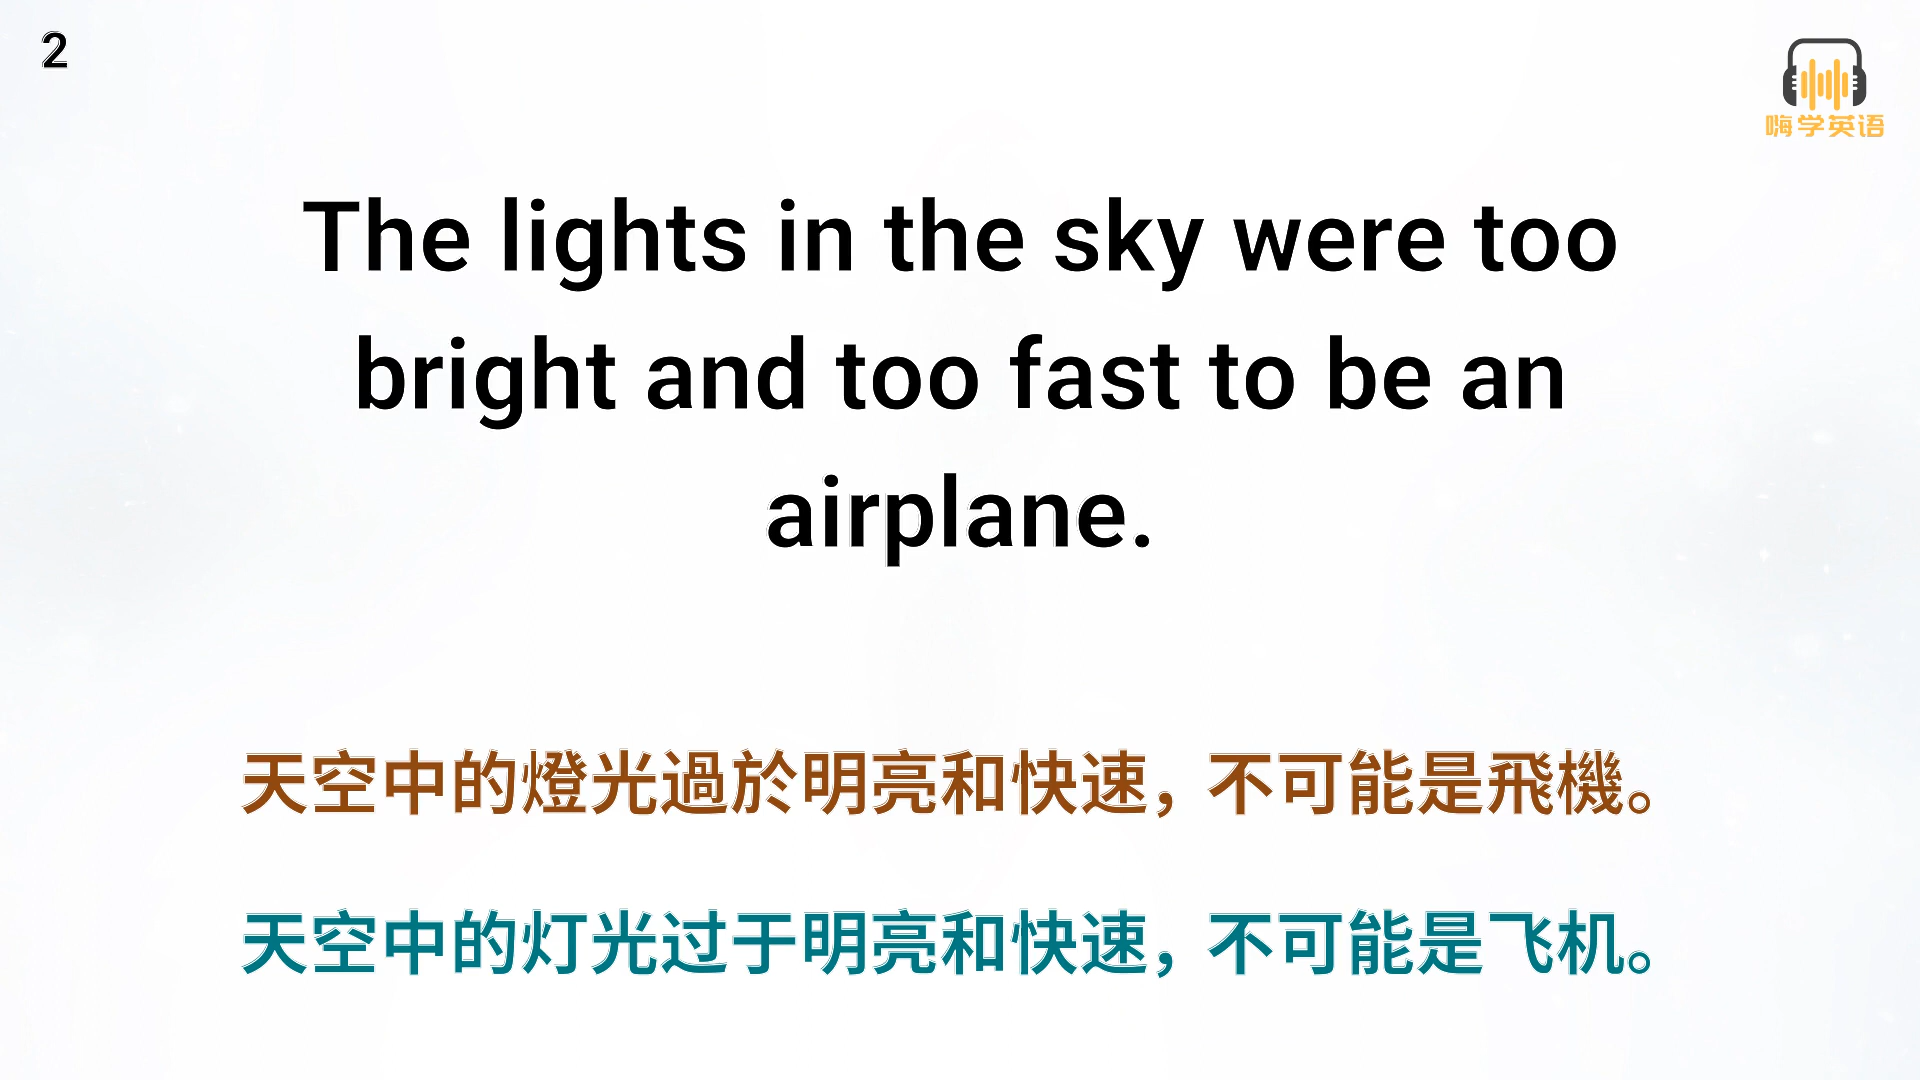 2
嗨学英语
The lights in the sky were too
bright and too fast to be an
airplane.
天空中的燈光過於明亮和快速，不可能是飛機。
天空中的灯光过于明亮和快速，不可能是飞机。